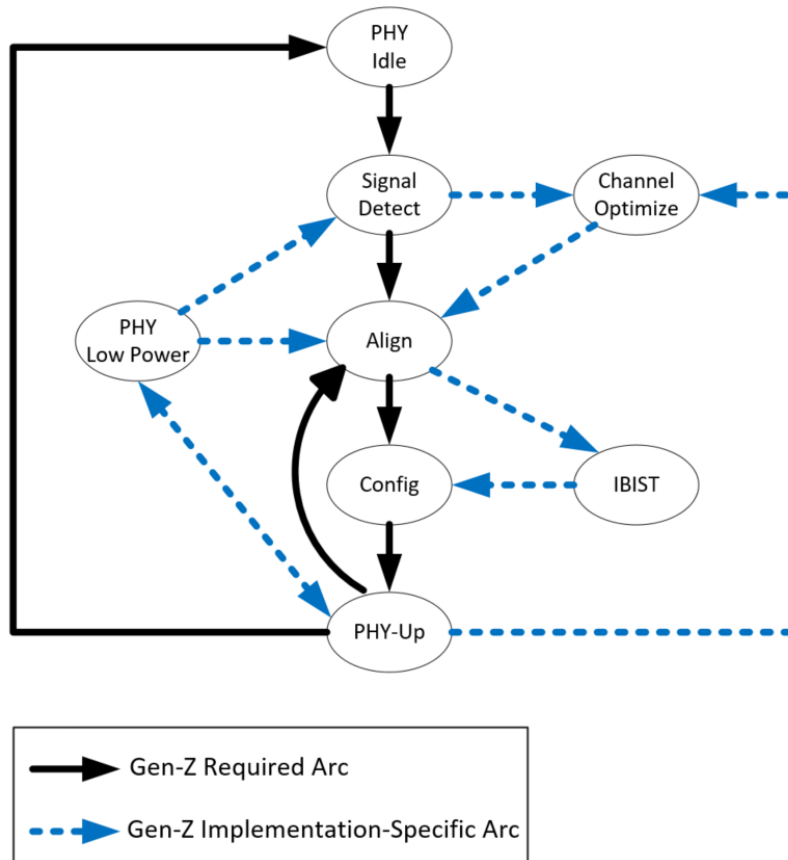 PHY
Idle
Signal
Detect
Channel
Optimize
PHY
Low Power
Align
Config
IBIST
PHY-Up
Gen-Z Required Arc
Gen-Z Implementation-Specific Arc